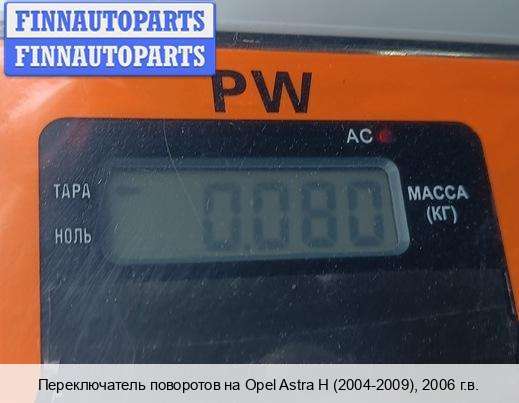 FINNAUTOPARTS
FINNAUTOPARTS
PW
AC
ТАРА
0.080
МАССА
(КГ)
НОЛЬ
Переключатель поворотов на Opel Astra H (2004-2009), 2006 г.в.